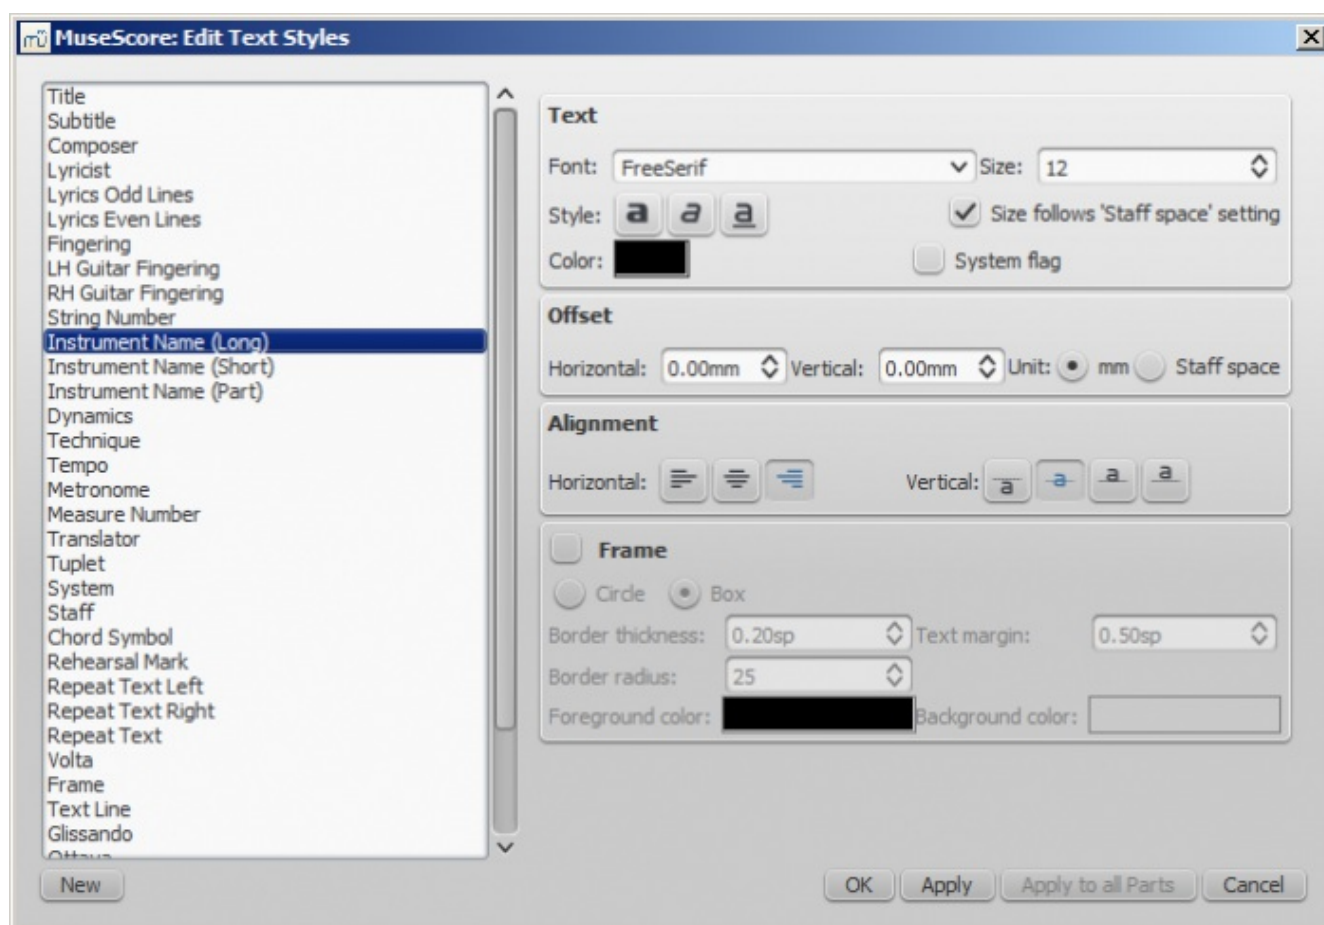 MuseScore: Edit Text Styles
Title
Subtitle
Composer
Lyricist
Lyrics Odd Lines
Lyrics Even Lines
Fingering
LH Guitar Fingering
RH Guitar Fingering
String Number
Instrument Name (Long)
Instrument Name (Short)
Instrument Name (Part)
Dynamics
Technique
Tempo
Metronome
Measure Number
Translator
Tuplet
System
Staff
Chord Symbol
Rehearsal Mark
Repeat Text Left
Repeat Text Right
Repeat Text
Volta
Frame
Text Line
Glissando
Ottava
New
Text
Font: FreeSerif Size: 12
Style: a a a Size follows 'Staff space' setting
Color: System flag
Offset
Horizontal: 0.00mm Vertical: 0.00mm Unit: mm Staff space
Alignment
Horizontal: Vertical: a a a a
Frame
Circle Box
Border thickness: 0.20sp Text margin: 0.50sp
Border radius: 25
Foreground color: Background color:
OK Apply Apply to all Parts Cancel